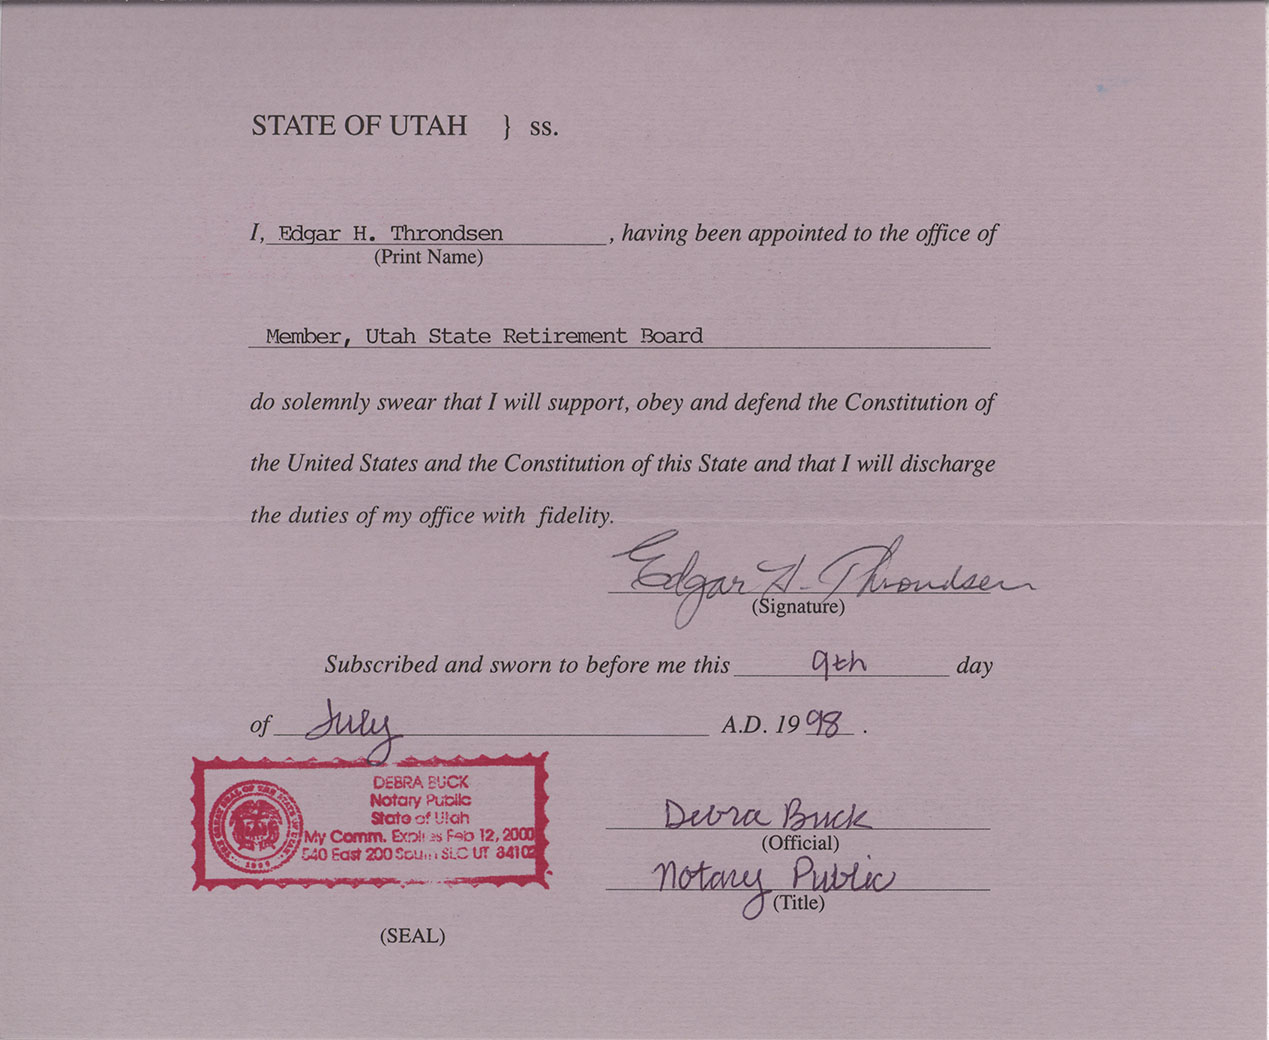 STATE OF UTAH } ss.
I, Edgar H. Throndsen, having been appointed to the office of
(Print Name)
Member, Utah State Retirement Board
do solemnly swear that I will support, obey and defend the Constitution of
the United States and the Constitution of this State and that I will discharge
the duties of my office with fidelity.
Edgar H. Throndsen
(Signature)
Subscribed and sworn to before me this 9th day
of July A.D. 1998.
DEBRA BUCK
Notary Public
State of Utah
My Comm. Expires Feb 12, 2000
540 East 200 South SLC UT 84102
Debra Buck
(Official)
Notary Public
(Title)
(SEAL)